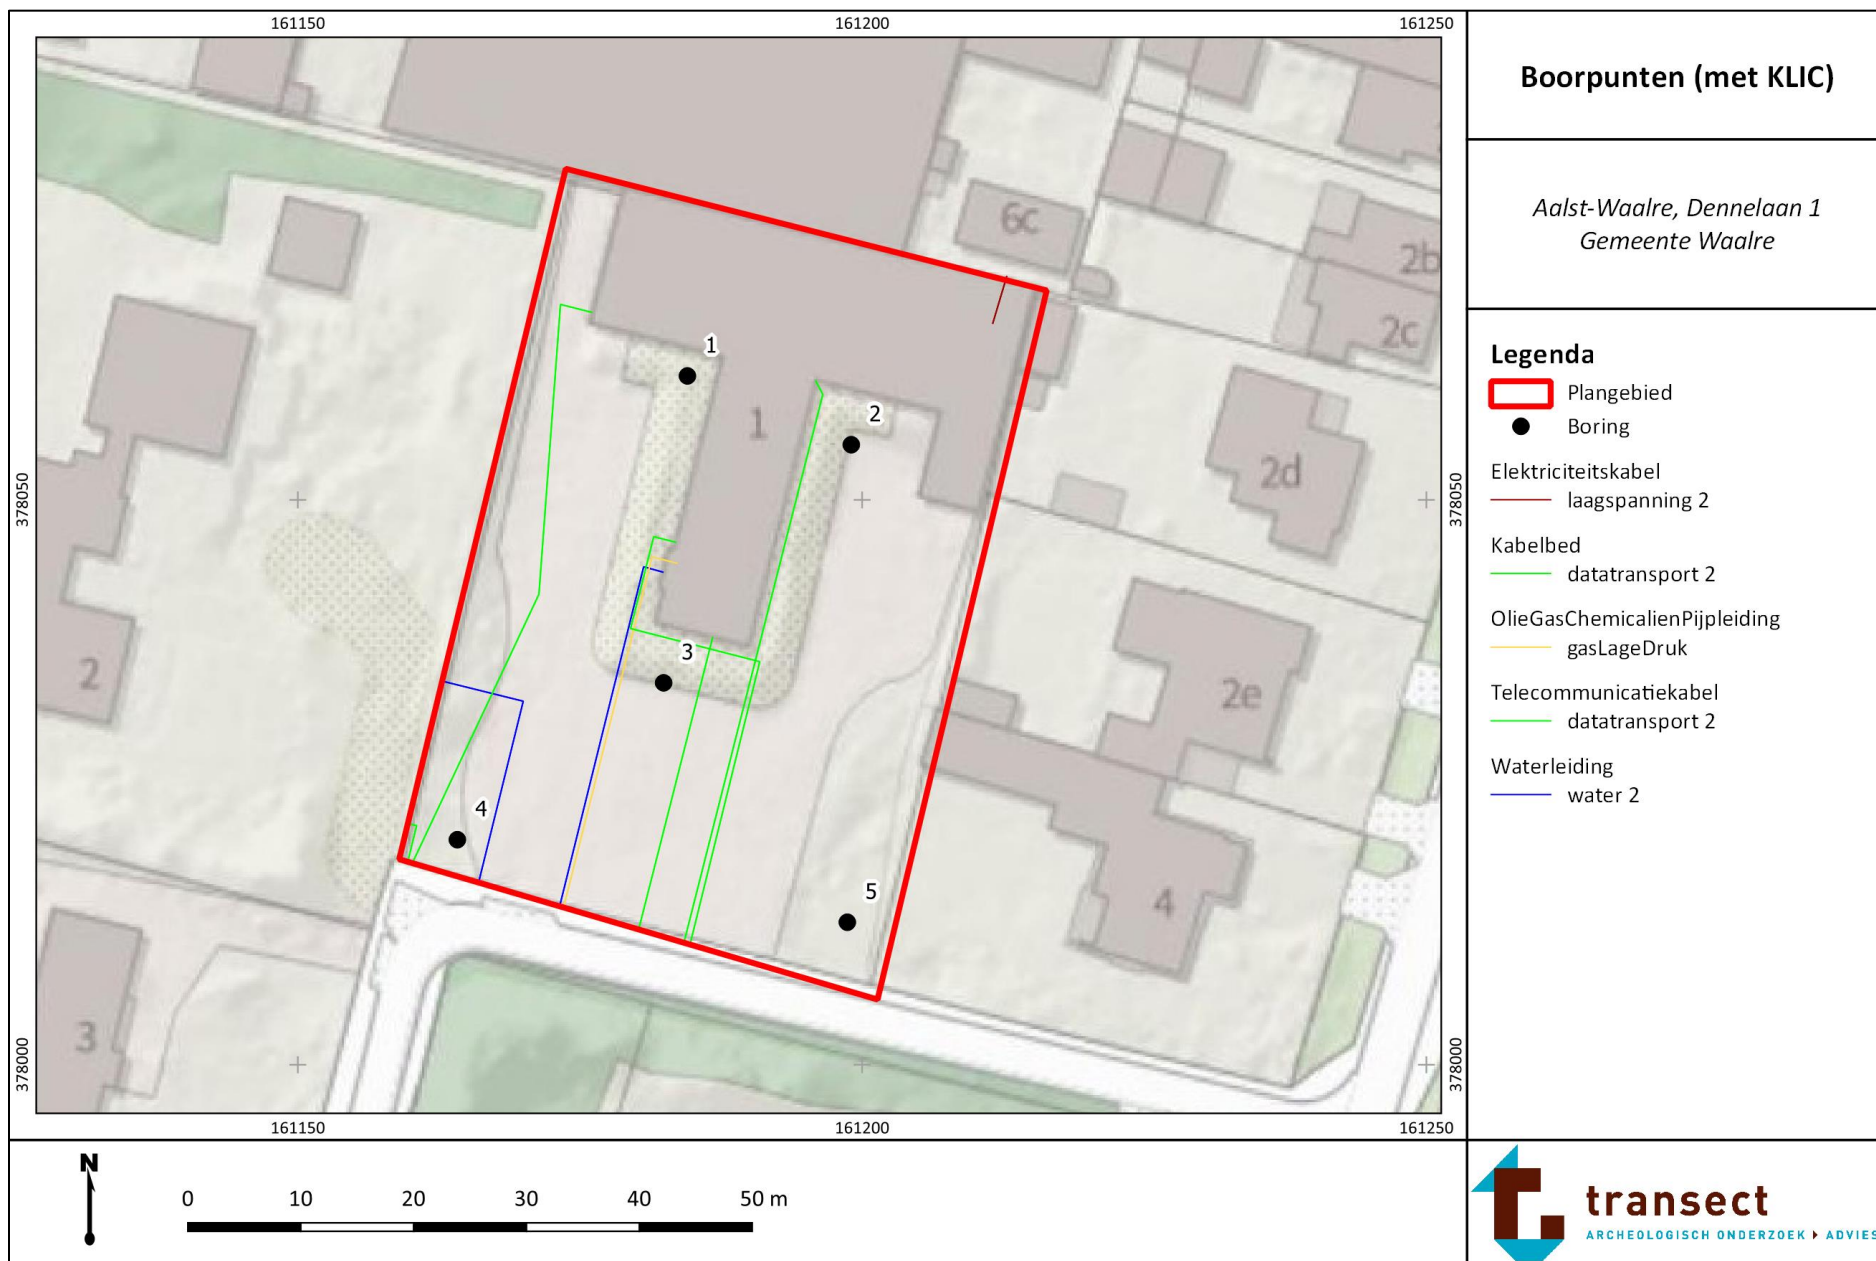 161150 161200 161250
Boorpunten (met KLIC)
Aalst-Waalre, Dennelaan 1
Gemeente Waalre
Legenda
Plangebied
Boring
Elektriciteitskabel
laagspanning 2
Kabelbed
datatransport 2
OlieGasChemicalienPijpleiding
gasLageDruk
Telecommunicatiekabel
datatransport 2
Waterleiding
water 2
6c
2b
2c
1
1
2
2d
378050 378050
3
2
2e
4
5
4
3
378000 378000
161150 161200 161250
N
0 10 20 30 40 50 m
transect
ARCHEOLOGISCH ONDERZOEK ADVIES